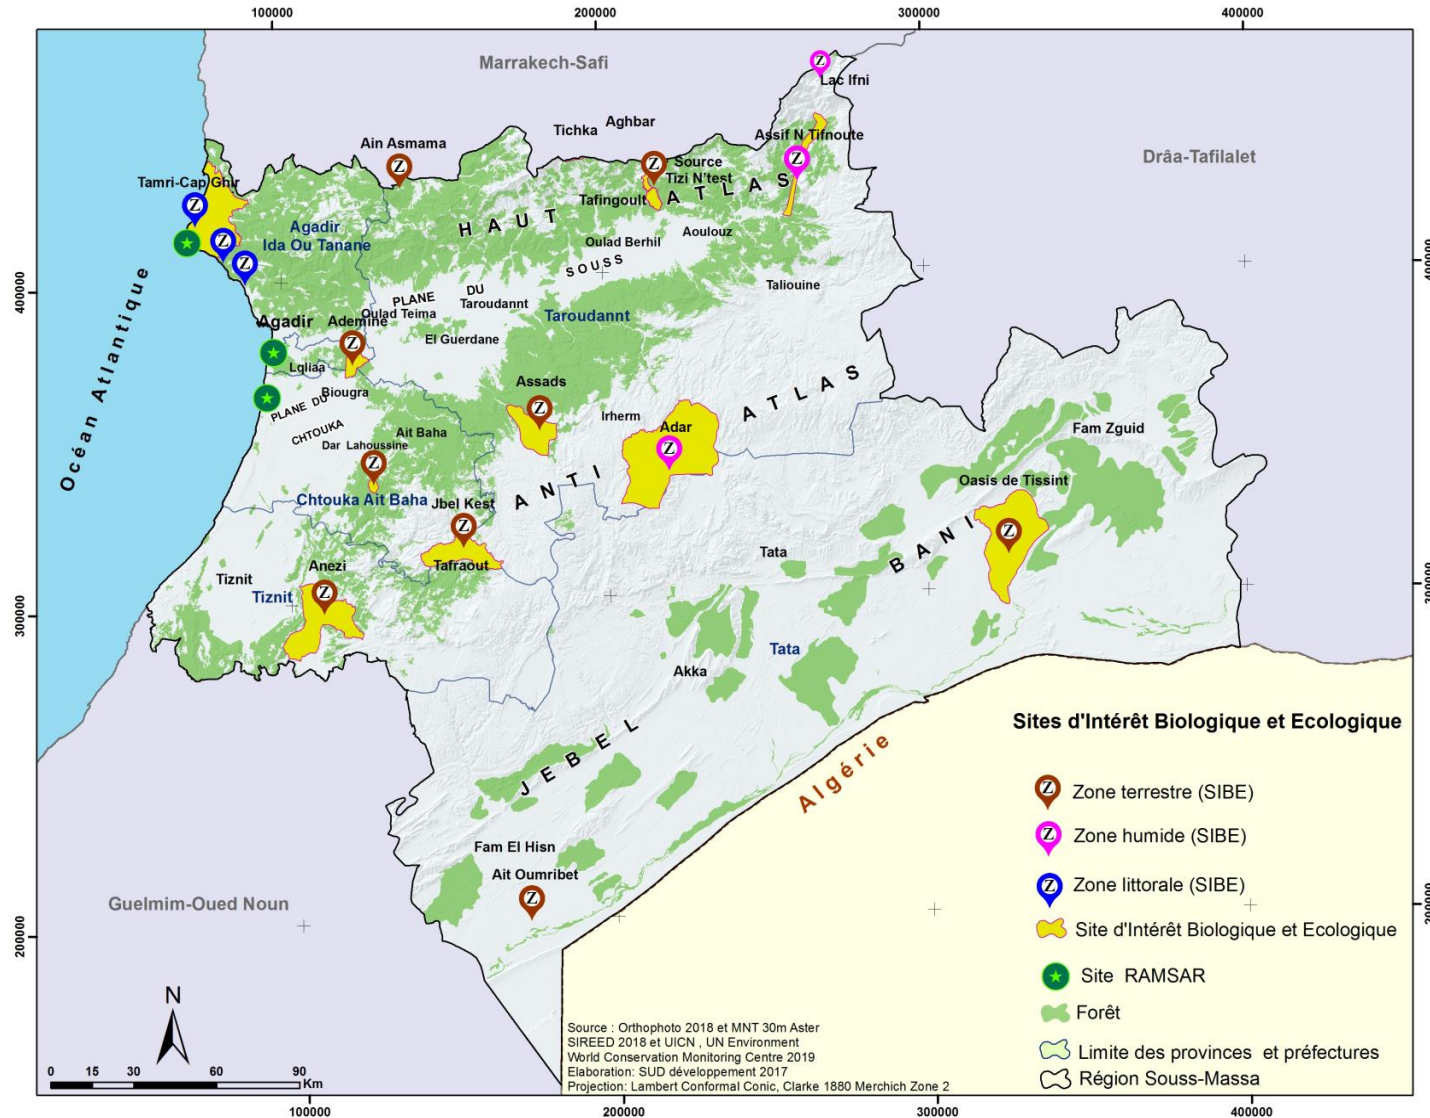 100000
200000
300000
400000
Marrakech-Safi
Lac Ifni
Aghbar
Tichka
Assif N Tifnoute
Ain Asmama
Source
Tizi N'test
Drâa-Tafilalet
Tamri-Cap Ghir
Tafingoult
HAUT ATLAS
Agadir
Ida Ou Tanane
Oulad Berhil
Aoulouz
400000
400000
PLANE DU SOUSS
Taliouine
Taroudannt
Oulad Teima
Taroudannt
Agadir
Ademine
El Guerdane
Océan Atlantique
Lqliaa
Assads
Biougra
PLANE DU
CHTOUKA
Irherm
Adar
ANTI ATLAS
Ait Baha
Fam Zguid
Dar Lahoussine
Oasis de Tissint
Chtouka Ait Baha
Jbel Kest
Tata
BANI
Tafraout
Anezi
Tiznit
Tiznit
300000
Tata
Akka
JEBEL
Algérie
Fam El Hisn
Ait Oumribet
Guelmim-Oued Noun
200000
Sites d'Intérêt Biologique et Ecologique
Z Zone terrestre (SIBE)
Z Zone humide (SIBE)
Z Zone littorale (SIBE)
Site d'Intérêt Biologique et Ecologique
Site RAMSAR
Forêt
Limite des provinces et préfectures
Région Souss-Massa
N
0 15 30 60 90
Km
Source : Orthophoto 2018 et MNT 30m Aster
SIREED 2018 et UICN , UN Environment
World Conservation Monitoring Centre 2019
Elaboration: SUD développement 2017
Projection: Lambert Conformal Conic, Clarke 1880 Merchich Zone 2
100000
200000
300000
400000